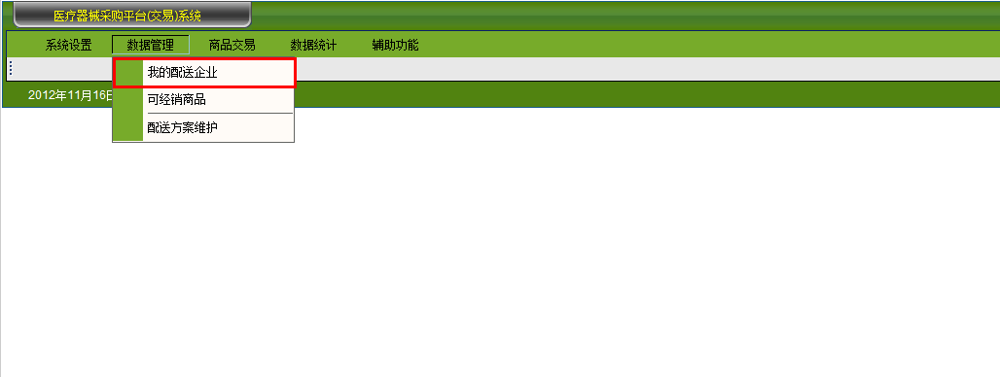 医疗器械采购平台(交易)系统
系统设置 数据管理 商品交易 数据统计 辅助功能
我的配送企业
2012年11月16日
可经销商品
配送方案维护